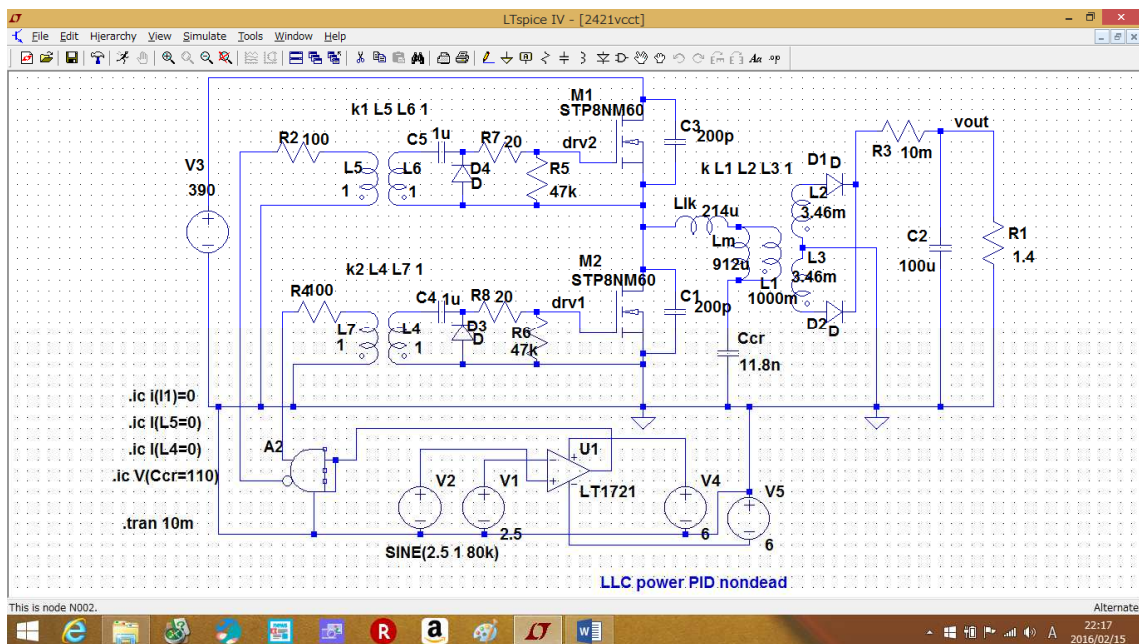 LTspice IV - [2421vcct]
File Edit Hierarchy View Simulate Tools Window Help
M1
STP8NM60
k1 L5 L6 1
R2 100
C5 1u
R7 20
drv2
C3
200p
V3
390
L5
1
L6
1
D4
D
R5
47k
k L1 L2 L3 1
D1 D
R3
10m
vout
Llk
214u
L2
3.46m
Lm
912u
L1
1000m
L3
3.46m
D2 D
C2
100u
R1
1.4
k2 L4 L7 1
M2
STP8NM60
R4 100
C4 1u
R8 20
drv1
C1
200p
L7
1
L4
1
D3
D
R6
47k
Ccr
11.8n
.ic i(l1)=0
.ic I(L5=0)
.ic I(L4=0)
.ic V(Ccr=110)
.tran 10m
A2
V2
SINE(2.5 1 80k)
V1
2.5
U1
LT1721
V4
6
V5
6
LLC power PID nondead
This is node N002.
Alternate
A
22:17
2016/02/15